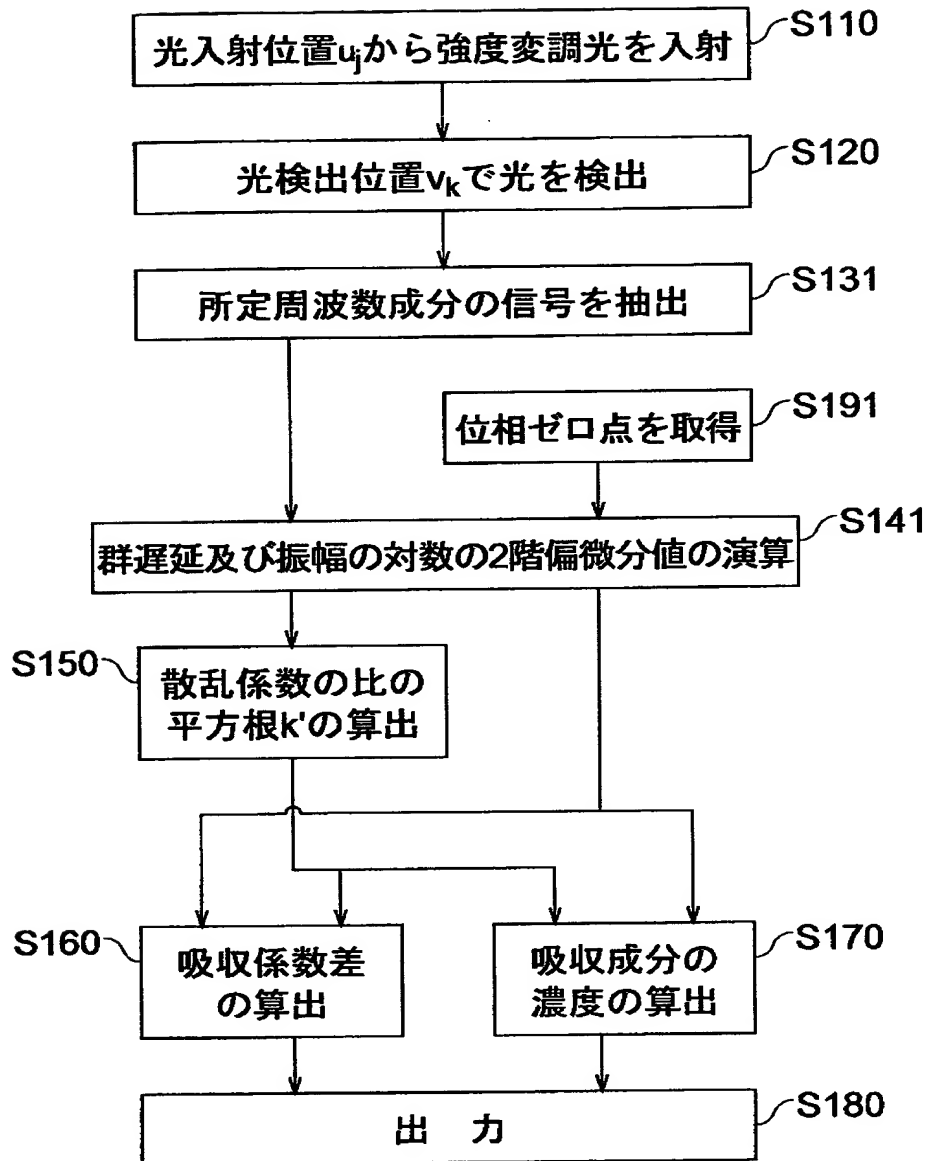 S110
光入射位置ujから強度変調光を入射
S120
光検出位置vkで光を検出
S131
所定周波数成分の信号を抽出
S191
位相ゼロ点を取得
S141
群遅延及び振幅の対数の2階偏微分値の演算
S150
散乱係数の比の
平方根k'の算出
S160
吸収係数差
の算出
S170
吸収成分の
濃度の算出
S180
出 力